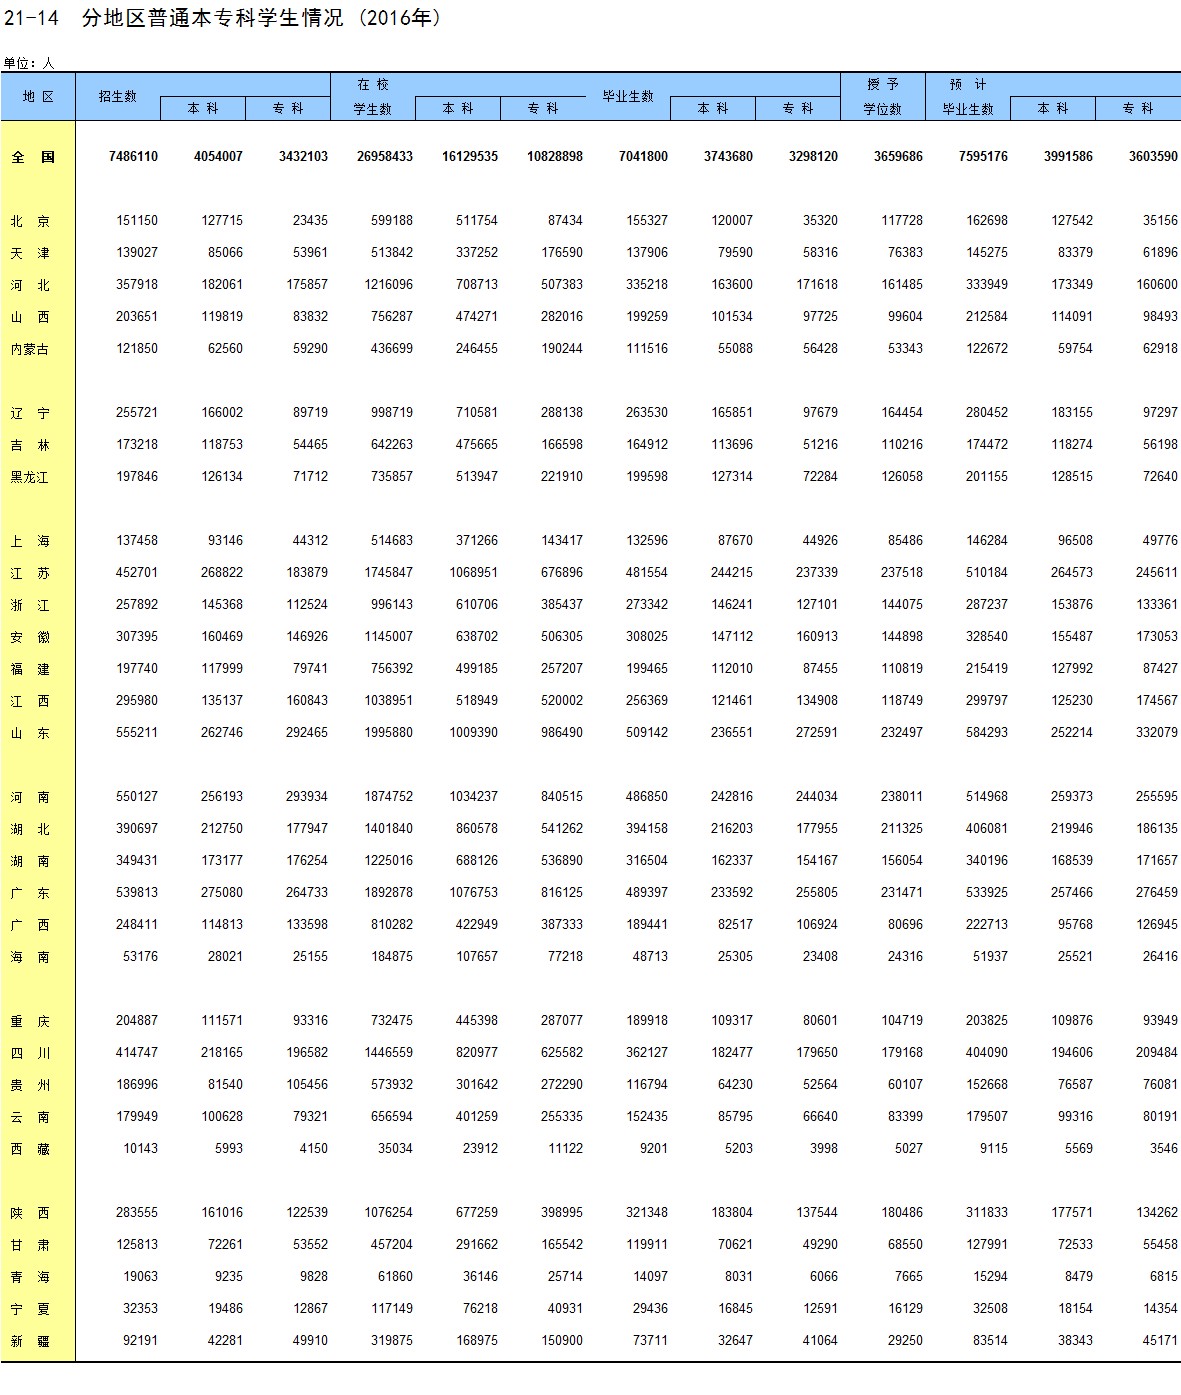 21-14 分地区普通本专科学生情况 (2016年)
单位：人
地 区 招生数 本 科 专 科 在 校 学生数 本 科 专 科 毕业生数 本 科 专 科 授 予 学位数 预 计 毕业生数 本 科 专 科
全 国 7486110 4054007 3432103 26958433 16129535 10828898 7041800 3743680 3298120 3659686 7595176 3991586 3603590
北 京 151150 127715 23435 599188 511754 87434 155327 120007 35320 117728 162698 127542 35156
天 津 139027 85066 53961 513842 337252 176590 137906 79590 58316 76383 145275 83379 61896
河 北 357918 182061 175857 1216096 708713 507383 335218 163600 171618 161485 333949 173349 160600
山 西 203651 119819 83832 756287 474271 282016 199259 101534 97725 99604 212584 114091 98493
内蒙古 121850 62560 59290 436699 246455 190244 111516 55088 56428 53343 122672 59754 62918
辽 宁 255721 166002 89719 998719 710581 288138 263530 165851 97679 164454 280452 183155 97297
吉 林 173218 118753 54465 642263 475665 166598 164912 113696 51216 110216 174472 118274 56198
黑龙江 197846 126134 71712 735857 513947 221910 199598 127314 72284 126058 201155 128515 72640
上 海 137458 93146 44312 514683 371266 143417 132596 87670 44926 85486 146284 96508 49776
江 苏 452701 268822 183879 1745847 1068951 676896 481554 244215 237339 237518 510184 264573 245611
浙 江 257892 145368 112524 996143 610706 385437 273342 146241 127101 144075 287237 153876 133361
安 徽 307395 160469 146926 1145007 638702 506305 308025 147112 160913 144898 328540 155487 173053
福 建 197740 117999 79741 756392 499185 257207 199465 112010 87455 110819 215419 127992 87427
江 西 295980 135137 160843 1038951 518949 520002 256369 121461 134908 118749 299797 125230 174567
山 东 555211 262746 292465 1995880 1009390 986490 509142 236551 272591 232497 584293 252214 332079
河 南 550127 256193 293934 1874752 1034237 840515 486850 242816 244034 238011 514968 259373 255595
湖 北 390697 212750 177947 1401840 860578 541262 394158 216203 177955 211325 406081 219946 186135
湖 南 349431 173177 176254 1225016 688126 536890 316504 162337 154167 156054 340196 168539 171657
广 东 539813 275080 264733 1892878 1076753 816125 489397 233592 255805 231471 533925 257466 276459
广 西 248411 114813 133598 810282 422949 387333 189441 82517 106924 80696 222713 95768 126945
海 南 53176 28021 25155 184875 107657 77218 48713 25305 23408 24316 51937 25521 26416
重 庆 204887 111571 93316 732475 445398 287077 189918 109317 80601 104719 203825 109876 93949
四 川 414747 218165 196582 1446559 820977 625582 362127 182477 179650 179168 404090 194606 209484
贵 州 186996 81540 105456 573932 301642 272290 116794 64230 52564 60107 152668 76587 76081
云 南 179949 100628 79321 656594 401259 255335 152435 85795 66640 83399 179507 99316 80191
西 藏 10143 5993 4150 35034 23912 11122 9201 5203 3998 5027 9115 5569 3546
陕 西 283555 161016 122539 1076254 677259 398995 321348 183804 137544 180486 311833 177571 134262
甘 肃 125813 72261 53552 457204 291662 165542 119911 70621 49290 68550 127991 72533 55458
青 海 19063 9235 9828 61860 36146 25714 14097 8031 6066 7665 15294 8479 6815
宁 夏 32353 19486 12867 117149 76218 40931 29436 16845 12591 16129 32508 18154 14354
新 疆 92191 42281 49910 319875 168975 150900 73711 32647 41064 29250 83514 38343 45171